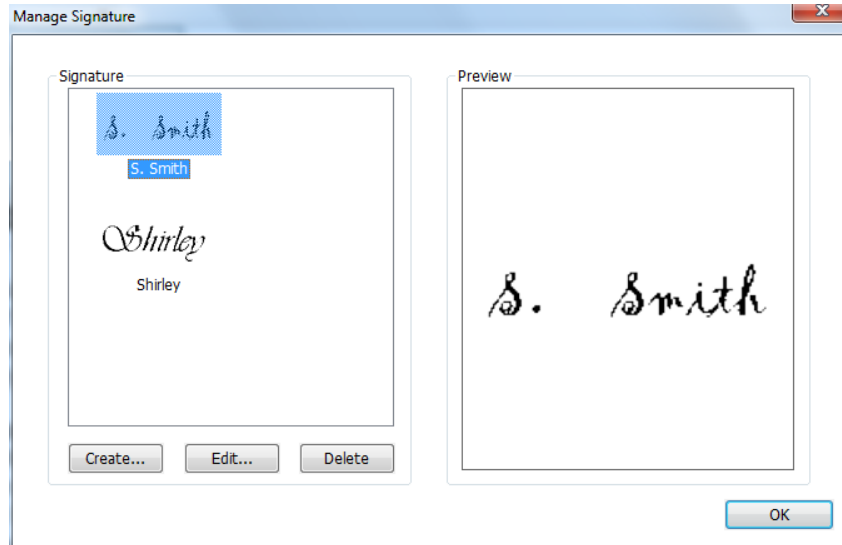 Manage Signature
Signature
S. Smith
S. Smith
Shirley
Shirley
Create... Edit... Delete
Preview
S. Smith
OK